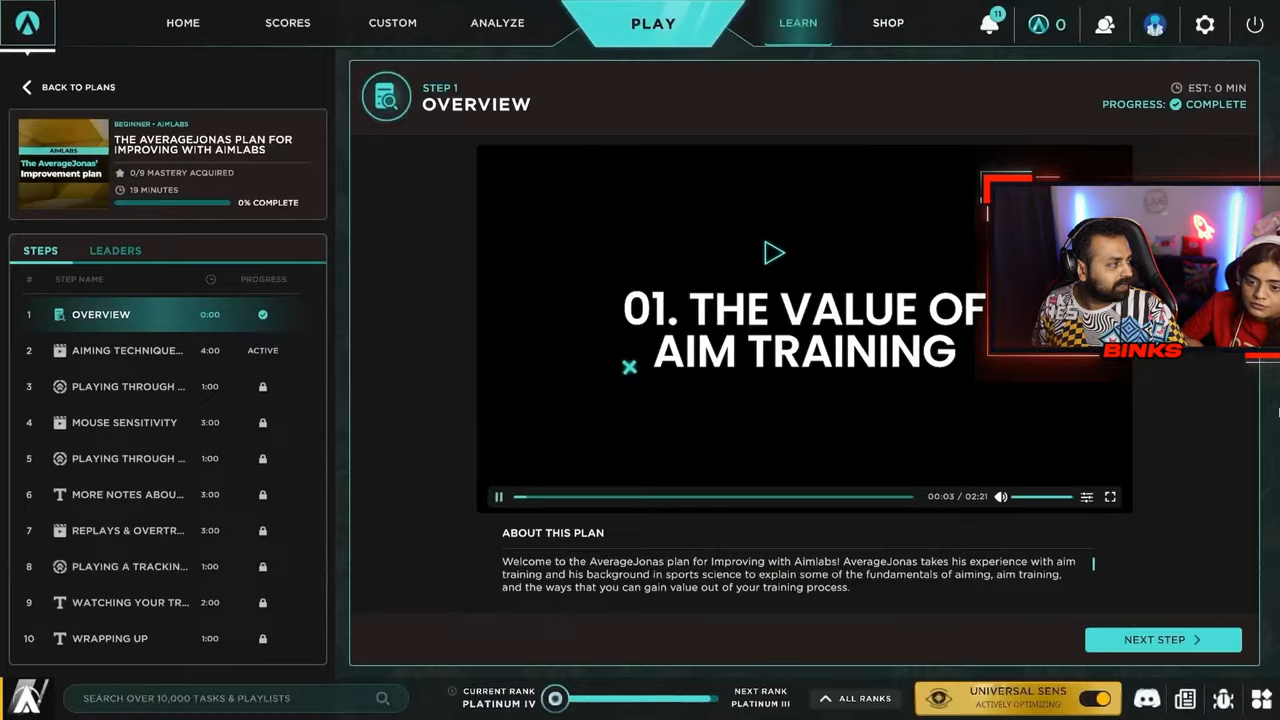 HOME
SCORES
CUSTOM
ANALYZE
PLAY
LEARN
SHOP
11
0
BACK TO PLANS
BEGINNER • AIMLABS
THE AVERAGEJONAS PLAN FOR
IMPROVING WITH AIMLABS
0/9 MASTERY ACQUIRED
19 MINUTES
0% COMPLETE
AIMLABS
The AverageJonas'
Improvement plan
STEPS
LEADERS
# STEP NAME PROGRESS
1 OVERVIEW 0:00
2 AIMING TECHNIQUE... 4:00 ACTIVE
3 PLAYING THROUGH ... 1:00
4 MOUSE SENSITIVITY 3:00
5 PLAYING THROUGH ... 1:00
6 MORE NOTES ABOU... 3:00
7 REPLAYS & OVERTR... 3:00
8 PLAYING A TRACKIN... 1:00
9 WATCHING YOUR TR... 2:00
10 WRAPPING UP 1:00
STEP 1
OVERVIEW
EST: 0 MIN
PROGRESS: COMPLETE
01. THE VALUE OF
AIM TRAINING
BINKS
00:03 / 02:21
ABOUT THIS PLAN
Welcome to the AverageJonas plan for Improving with Aimlabs! AverageJonas takes his experience with aim
training and his background in sports science to explain some of the fundamentals of aiming, aim training,
and the ways that you can gain value out of your training process.
NEXT STEP
SEARCH OVER 10,000 TASKS & PLAYLISTS
CURRENT RANK
PLATINUM IV
NEXT RANK
PLATINUM III
ALL RANKS
UNIVERSAL SENS
ACTIVELY OPTIMIZING